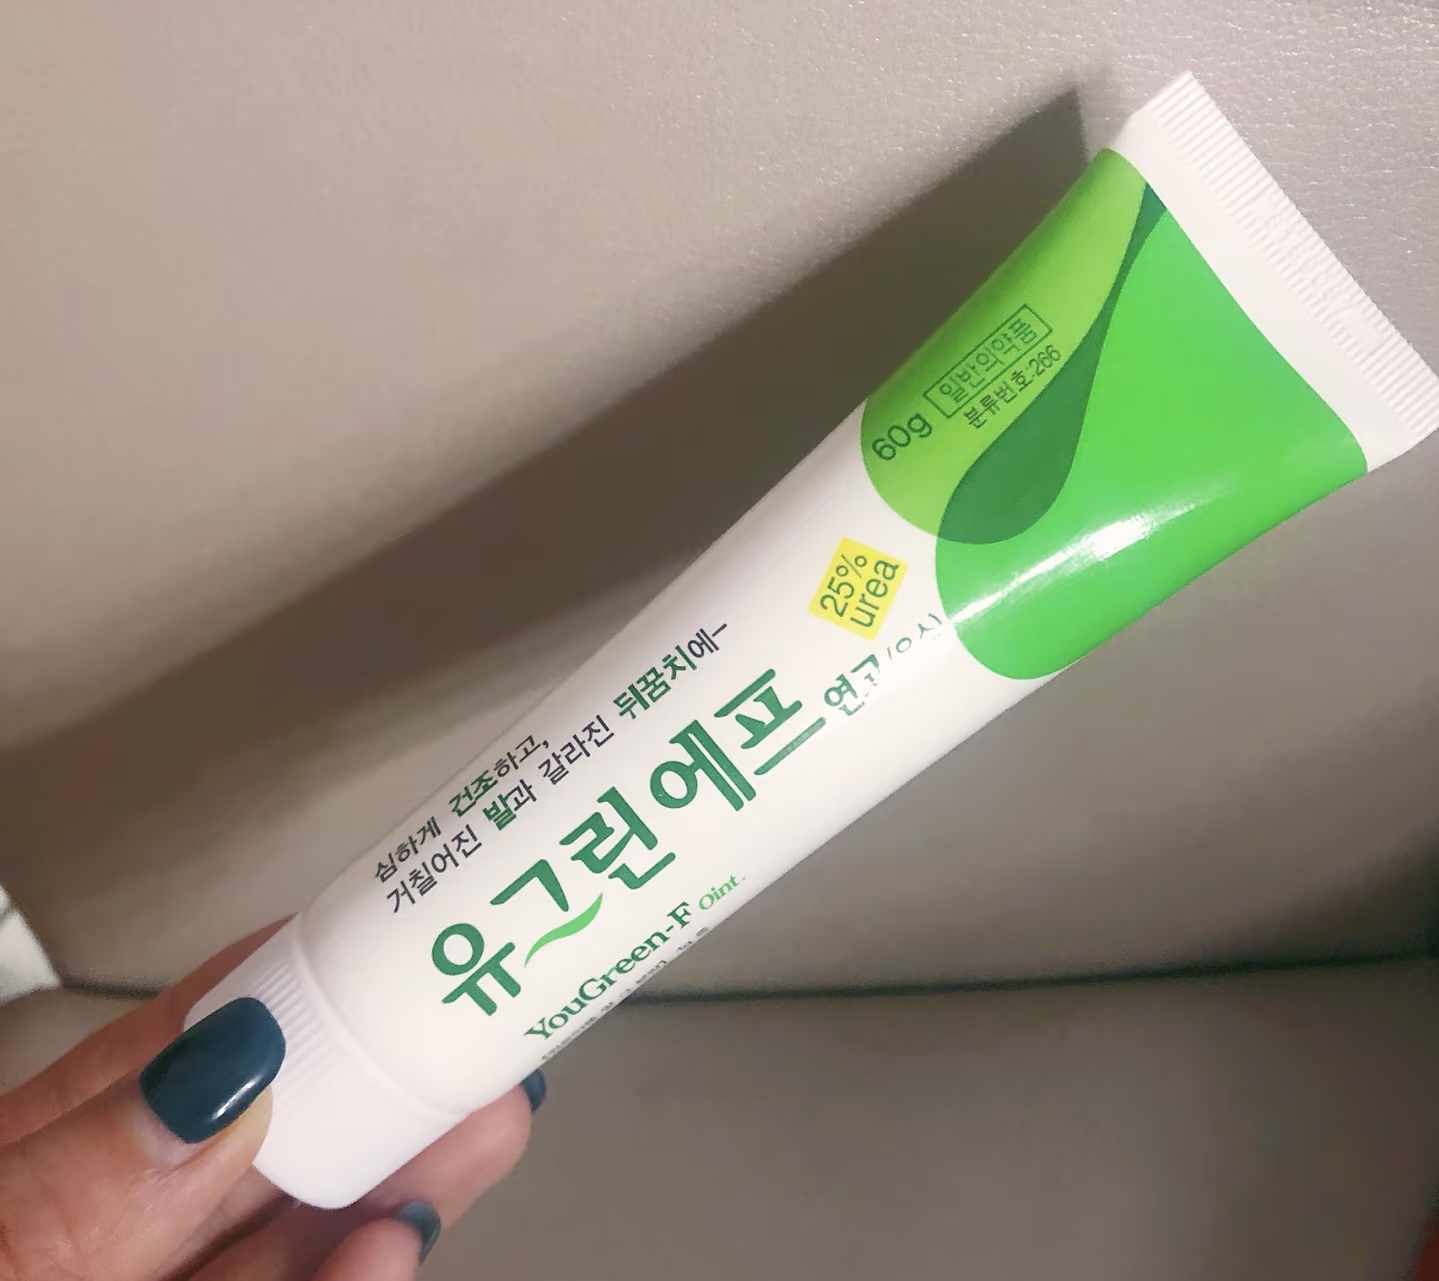 심하게 건조하고,
거칠어진 발과 갈라진 뒤꿈치에-
유그린에프 연고
YouGreen-F Oint.
25%
urea
60g
일반의약품
분류번호:266